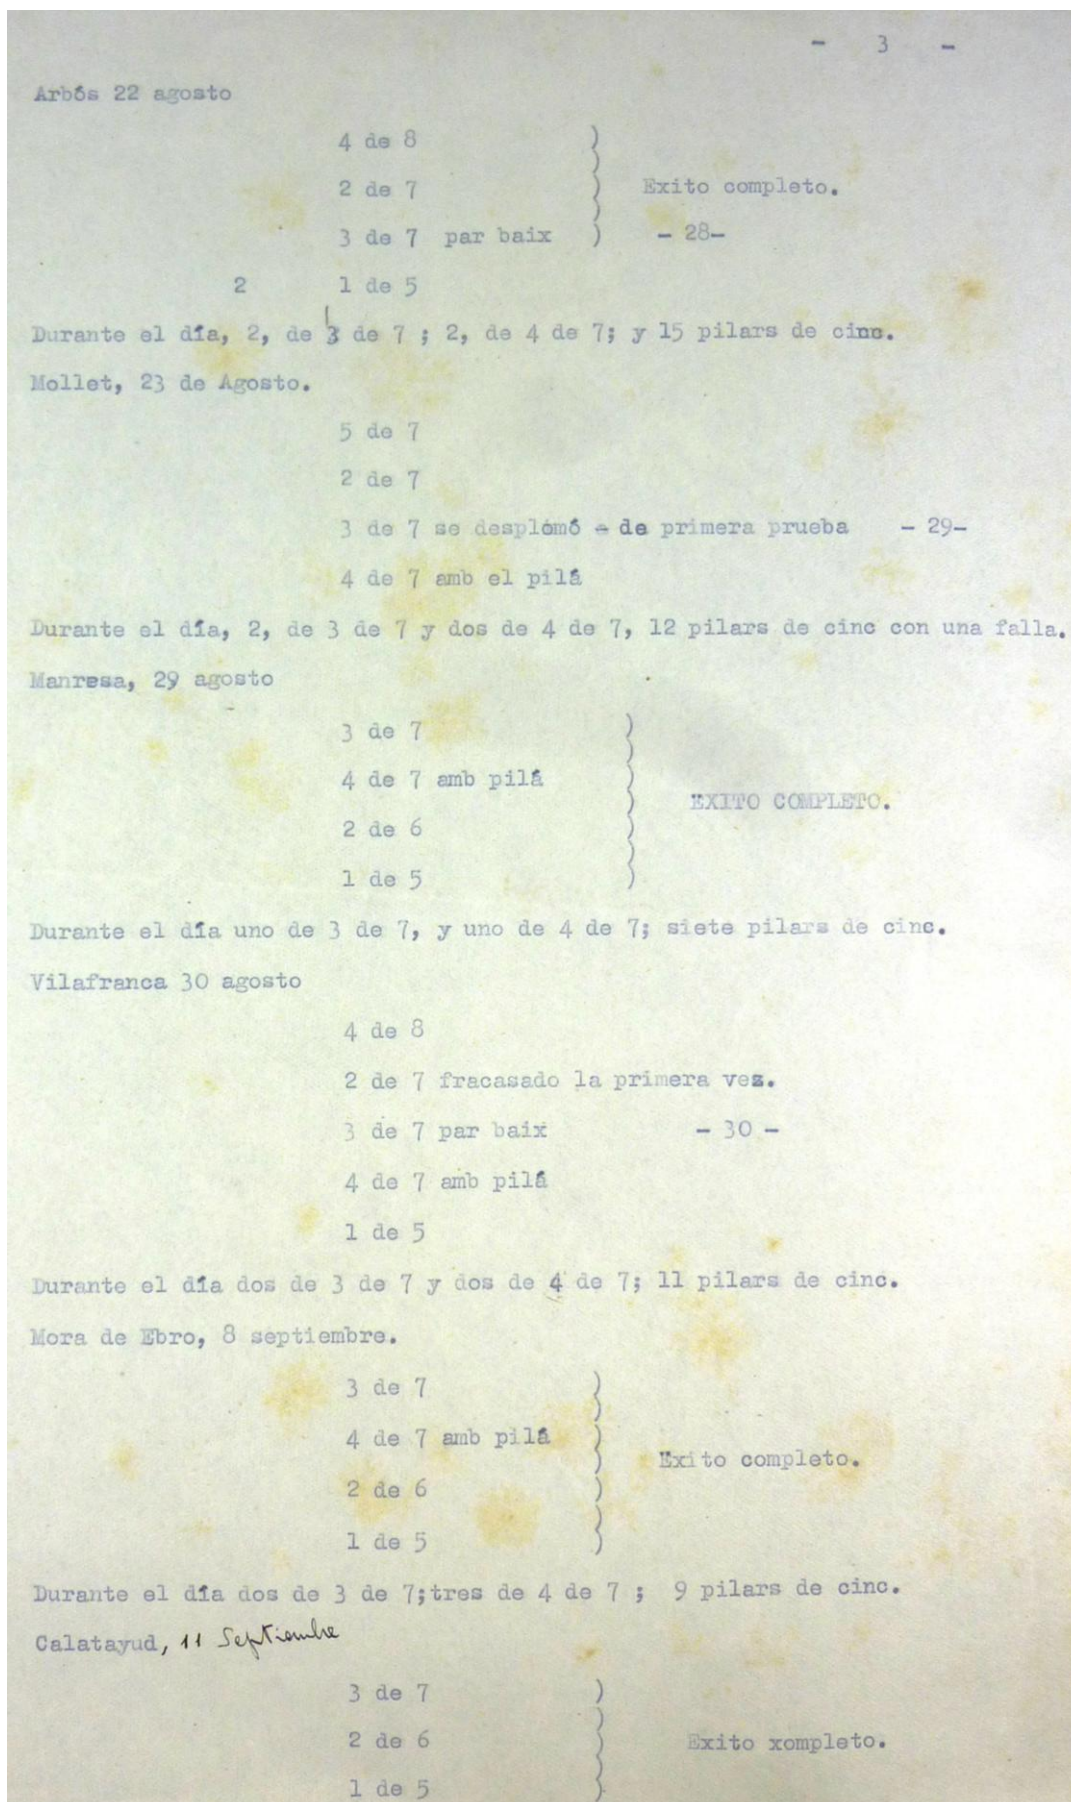 - 3 -
Arbós 22 agosto
4 de 8 )
2 de 7 ) Exito completo.
3 de 7 par baix ) - 28-
2 1 de 5
Durante el día, 2, de 3 de 7 ; 2, de 4 de 7; y 15 pilars de cinc.
Mollet, 23 de Agosto.
5 de 7
2 de 7
3 de 7 se desplómó - de primera prueba - 29-
4 de 7 amb el pilá
Durante el día, 2, de 3 de 7 y dos de 4 de 7, 12 pilars de cinc con una falla.
Manresa, 29 agosto
3 de 7 )
4 de 7 amb pilá )
EXITO COMPLETO.
2 de 6 )
1 de 5 )
Durante el día uno de 3 de 7, y uno de 4 de 7; siete pilars de cinc.
Vilafranca 30 agosto
4 de 8
2 de 7 fracasado la primera vez.
3 de 7 par baix - 30 -
4 de 7 amb pilá
1 de 5
Durante el día dos de 3 de 7 y dos de 4 de 7; 11 pilars de cinc.
Mora de Ebro, 8 septiembre.
3 de 7 )
4 de 7 amb pilá )
Exito completo.
2 de 6 )
1 de 5 )
Durante el día dos de 3 de 7;tres de 4 de 7 ; 9 pilars de cinc.
Calatayud, 11 Septiembre
3 de 7 )
2 de 6 ) Exito xompleto.
1 de 5 )